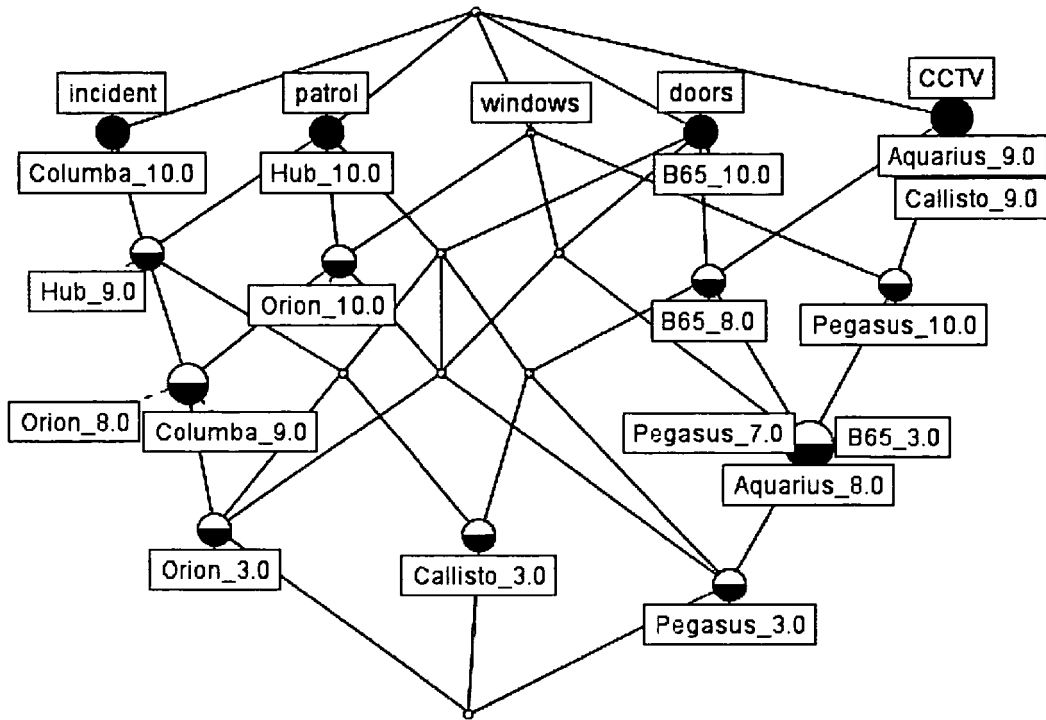 incident
patrol
windows
doors
CCTV
Columba_10.0
Hub_10.0
B65_10.0
Aquarius_9.0
Callisto_9.0
Hub_9.0
Orion_10.0
B65_8.0
Pegasus_10.0
Orion_8.0
Columba_9.0
Pegasus_7.0
B65_3.0
Aquarius_8.0
Orion_3.0
Callisto_3.0
Pegasus_3.0